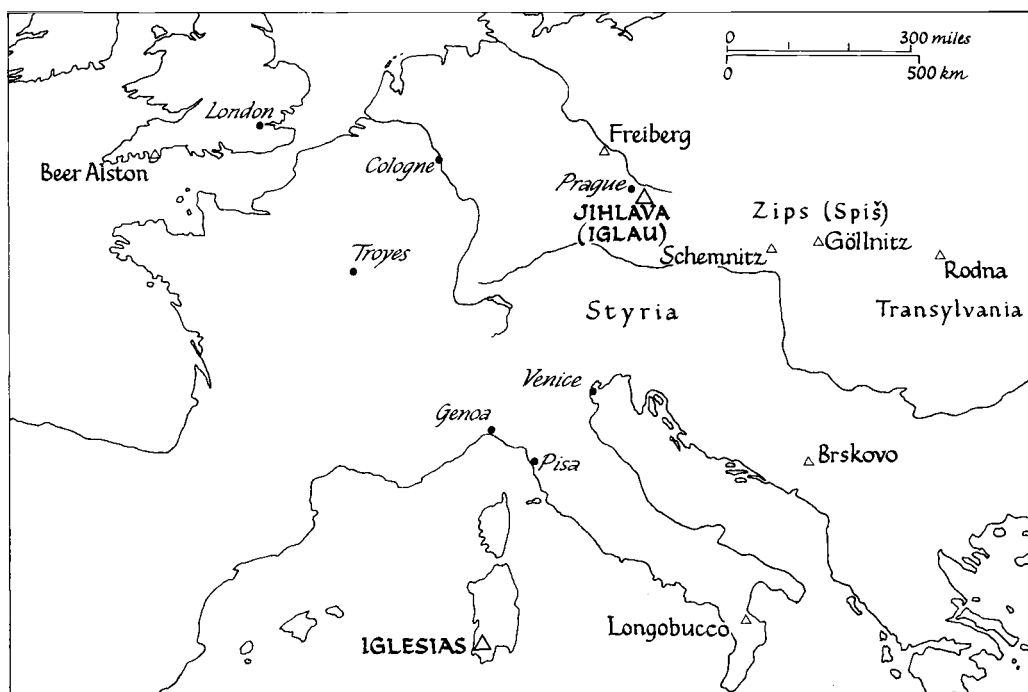 0 300 miles
0 500 km
London
Beer Alston
Cologne
Freiberg
Prague
JIHLAVA
(IGLAU)
Zips (Spiš)
Göllnitz
Schemnitz
Rodna
Troyes
Styria
Transylvania
Venice
Genoa
Pisa
Brskovo
Longobucco
IGLESIAS